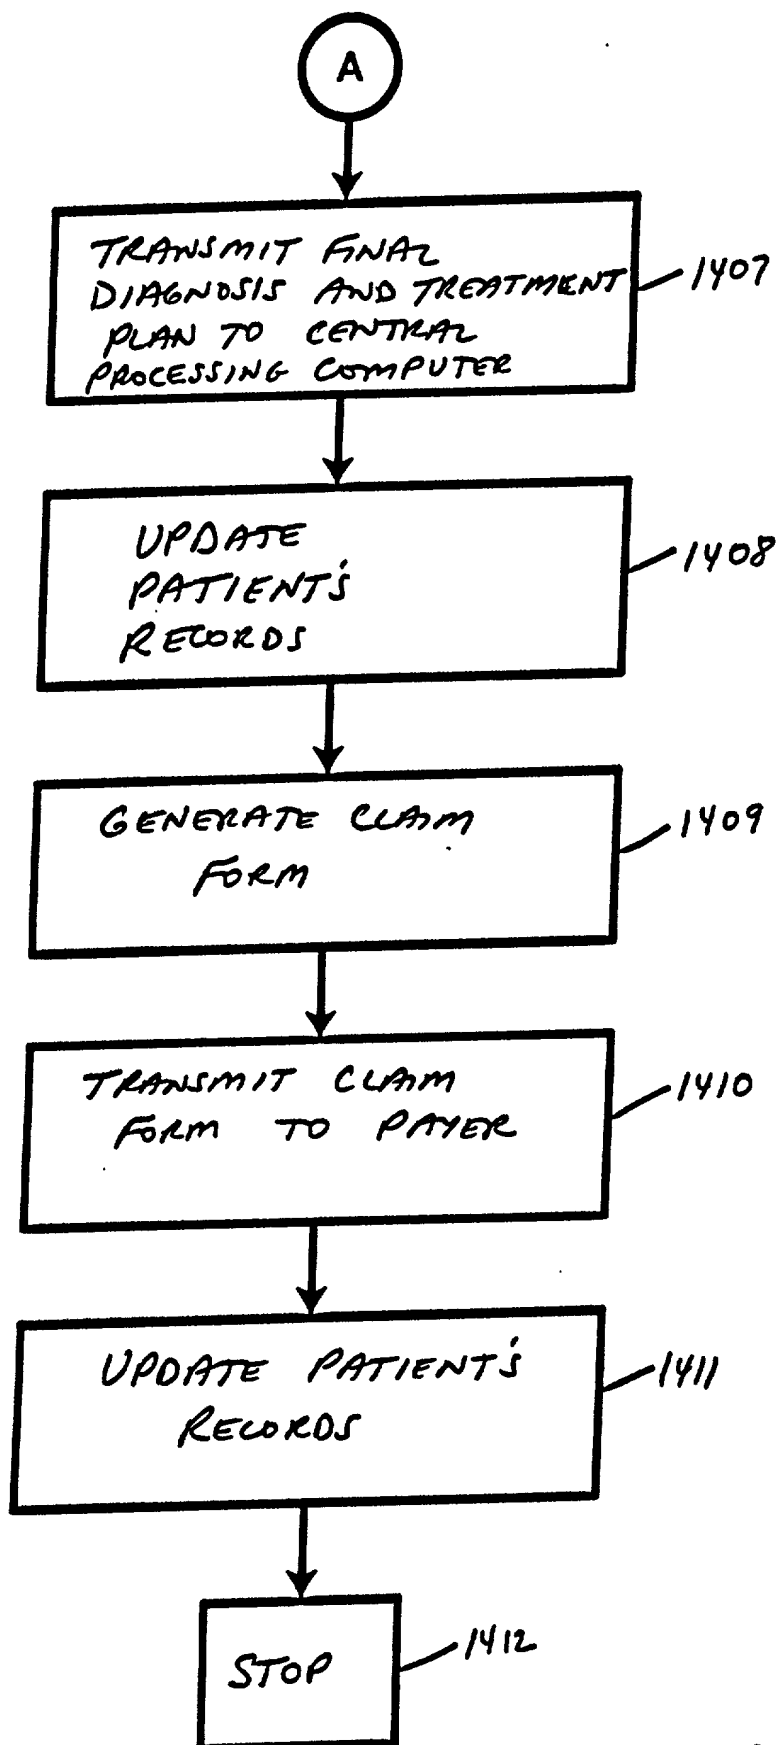 A
TRANSMIT FINAL
DIAGNOSIS AND TREATMENT
PLAN TO CENTRAL
PROCESSING COMPUTER
1407
UPDATE
PATIENT'S
RECORDS
1408
GENERATE CLAIM
FORM
1409
TRANSMIT CLAIM
FORM TO PAYER
1410
UPDATE PATIENT'S
RECORDS
1411
STOP
1412